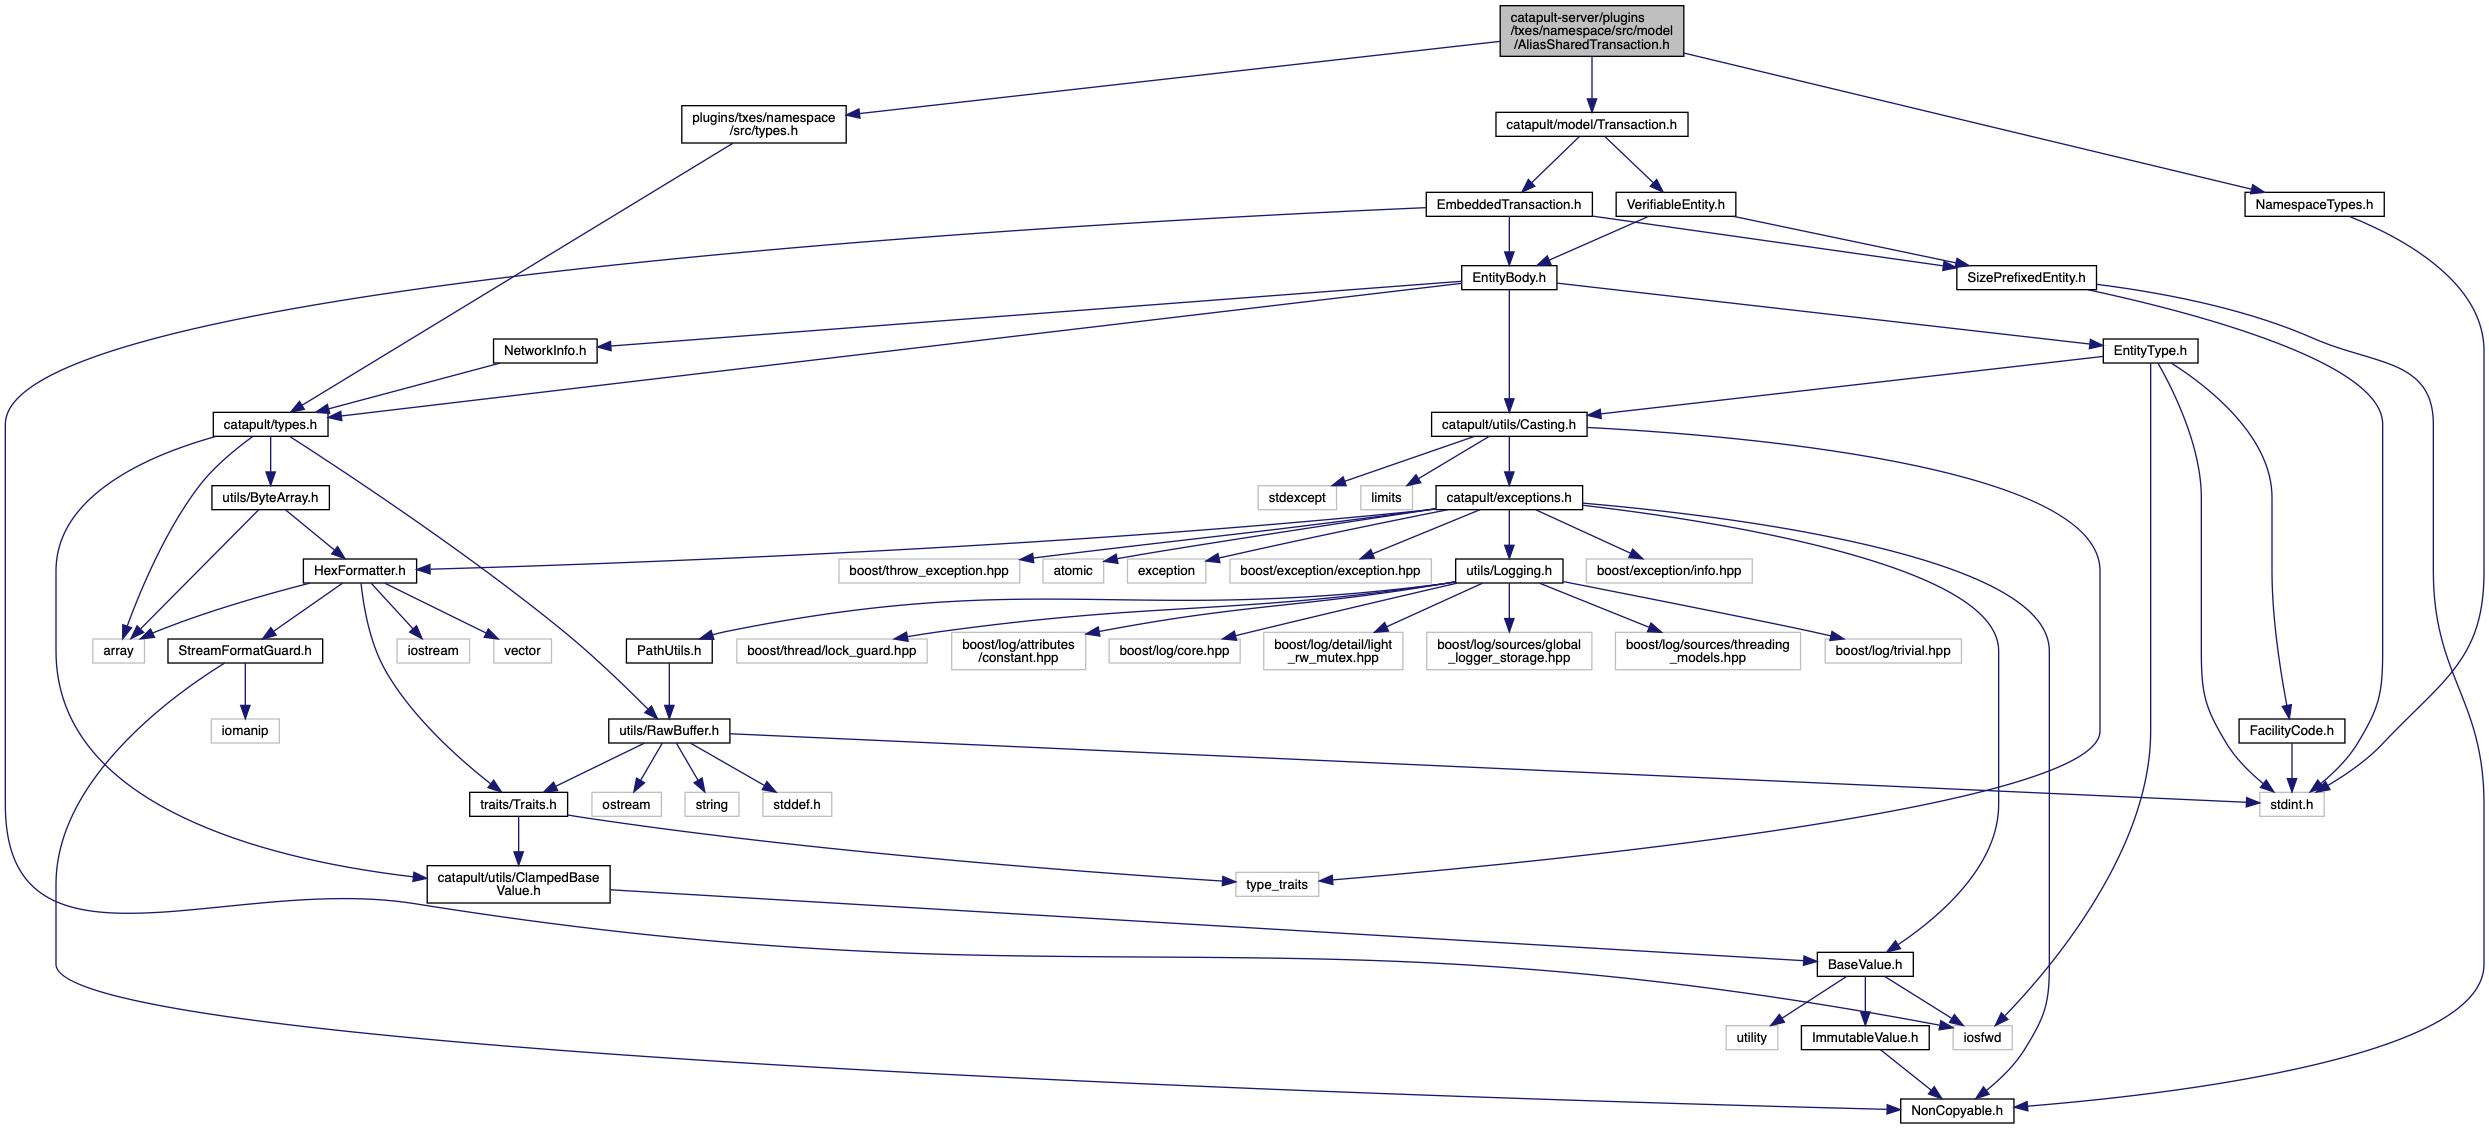 catapult-server/plugins
/txes/namespace/src/model
/AliasSharedTransaction.h
plugins/txes/namespace
/src/types.h
catapult/model/Transaction.h
EmbeddedTransaction.h
VerifiableEntity.h
NamespaceTypes.h
EntityBody.h
SizePrefixedEntity.h
NetworkInfo.h
EntityType.h
catapult/types.h
catapult/utils/Casting.h
utils/ByteArray.h
stdexcept
limits
catapult/exceptions.h
HexFormatter.h
boost/throw_exception.hpp
atomic
exception
boost/exception/exception.hpp
utils/Logging.h
boost/exception/info.hpp
array
StreamFormatGuard.h
iostream
vector
PathUtils.h
boost/thread/lock_guard.hpp
boost/log/attributes
/constant.hpp
boost/log/core.hpp
boost/log/detail/light
_rw_mutex.hpp
boost/log/sources/global
_logger_storage.hpp
boost/log/sources/threading
_models.hpp
boost/log/trivial.hpp
iomanip
utils/RawBuffer.h
FacilityCode.h
traits/Traits.h
ostream
string
stddef.h
stdint.h
catapult/utils/ClampedBase
Value.h
type_traits
BaseValue.h
utility
ImmutableValue.h
iosfwd
NonCopyable.h